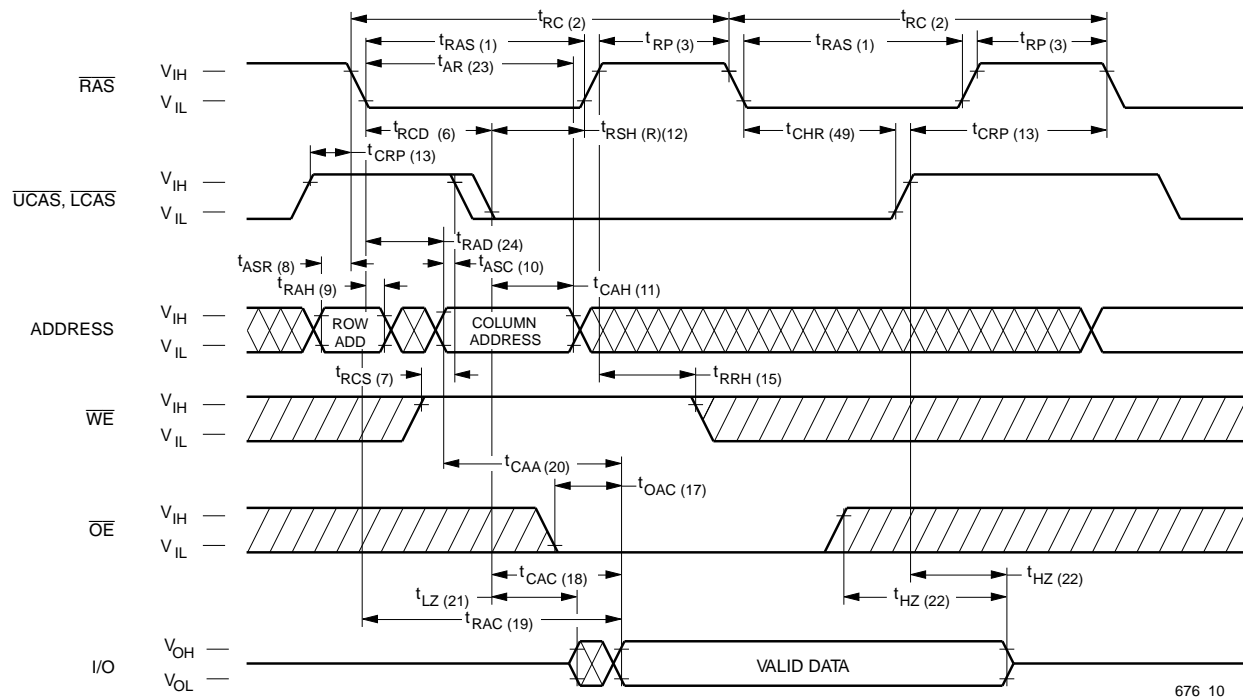 tRC (2) tRC (2)
tRAS (1) tRP (3) tRAS (1) tRP (3)
tAR (23)
RAS VIH
VIL
tRCD (6) tRSH (R)(12) tCHR (49) tCRP (13)
tCRP (13)
UCAS, LCAS VIH
VIL
tRAD (24)
tASR (8) tASC (10)
tRAH (9) tCAH (11)
ADDRESS VIH
VIL
ROW
ADD
COLUMN
ADDRESS
tRCS (7) tRRH (15)
WE VIH
VIL
tCAA (20)
tOAC (17)
OE VIH
VIL
tCAC (18) tHZ (22)
tLZ (21) tHZ (22)
tRAC (19)
I/O VOH
VOL
VALID DATA
676 10